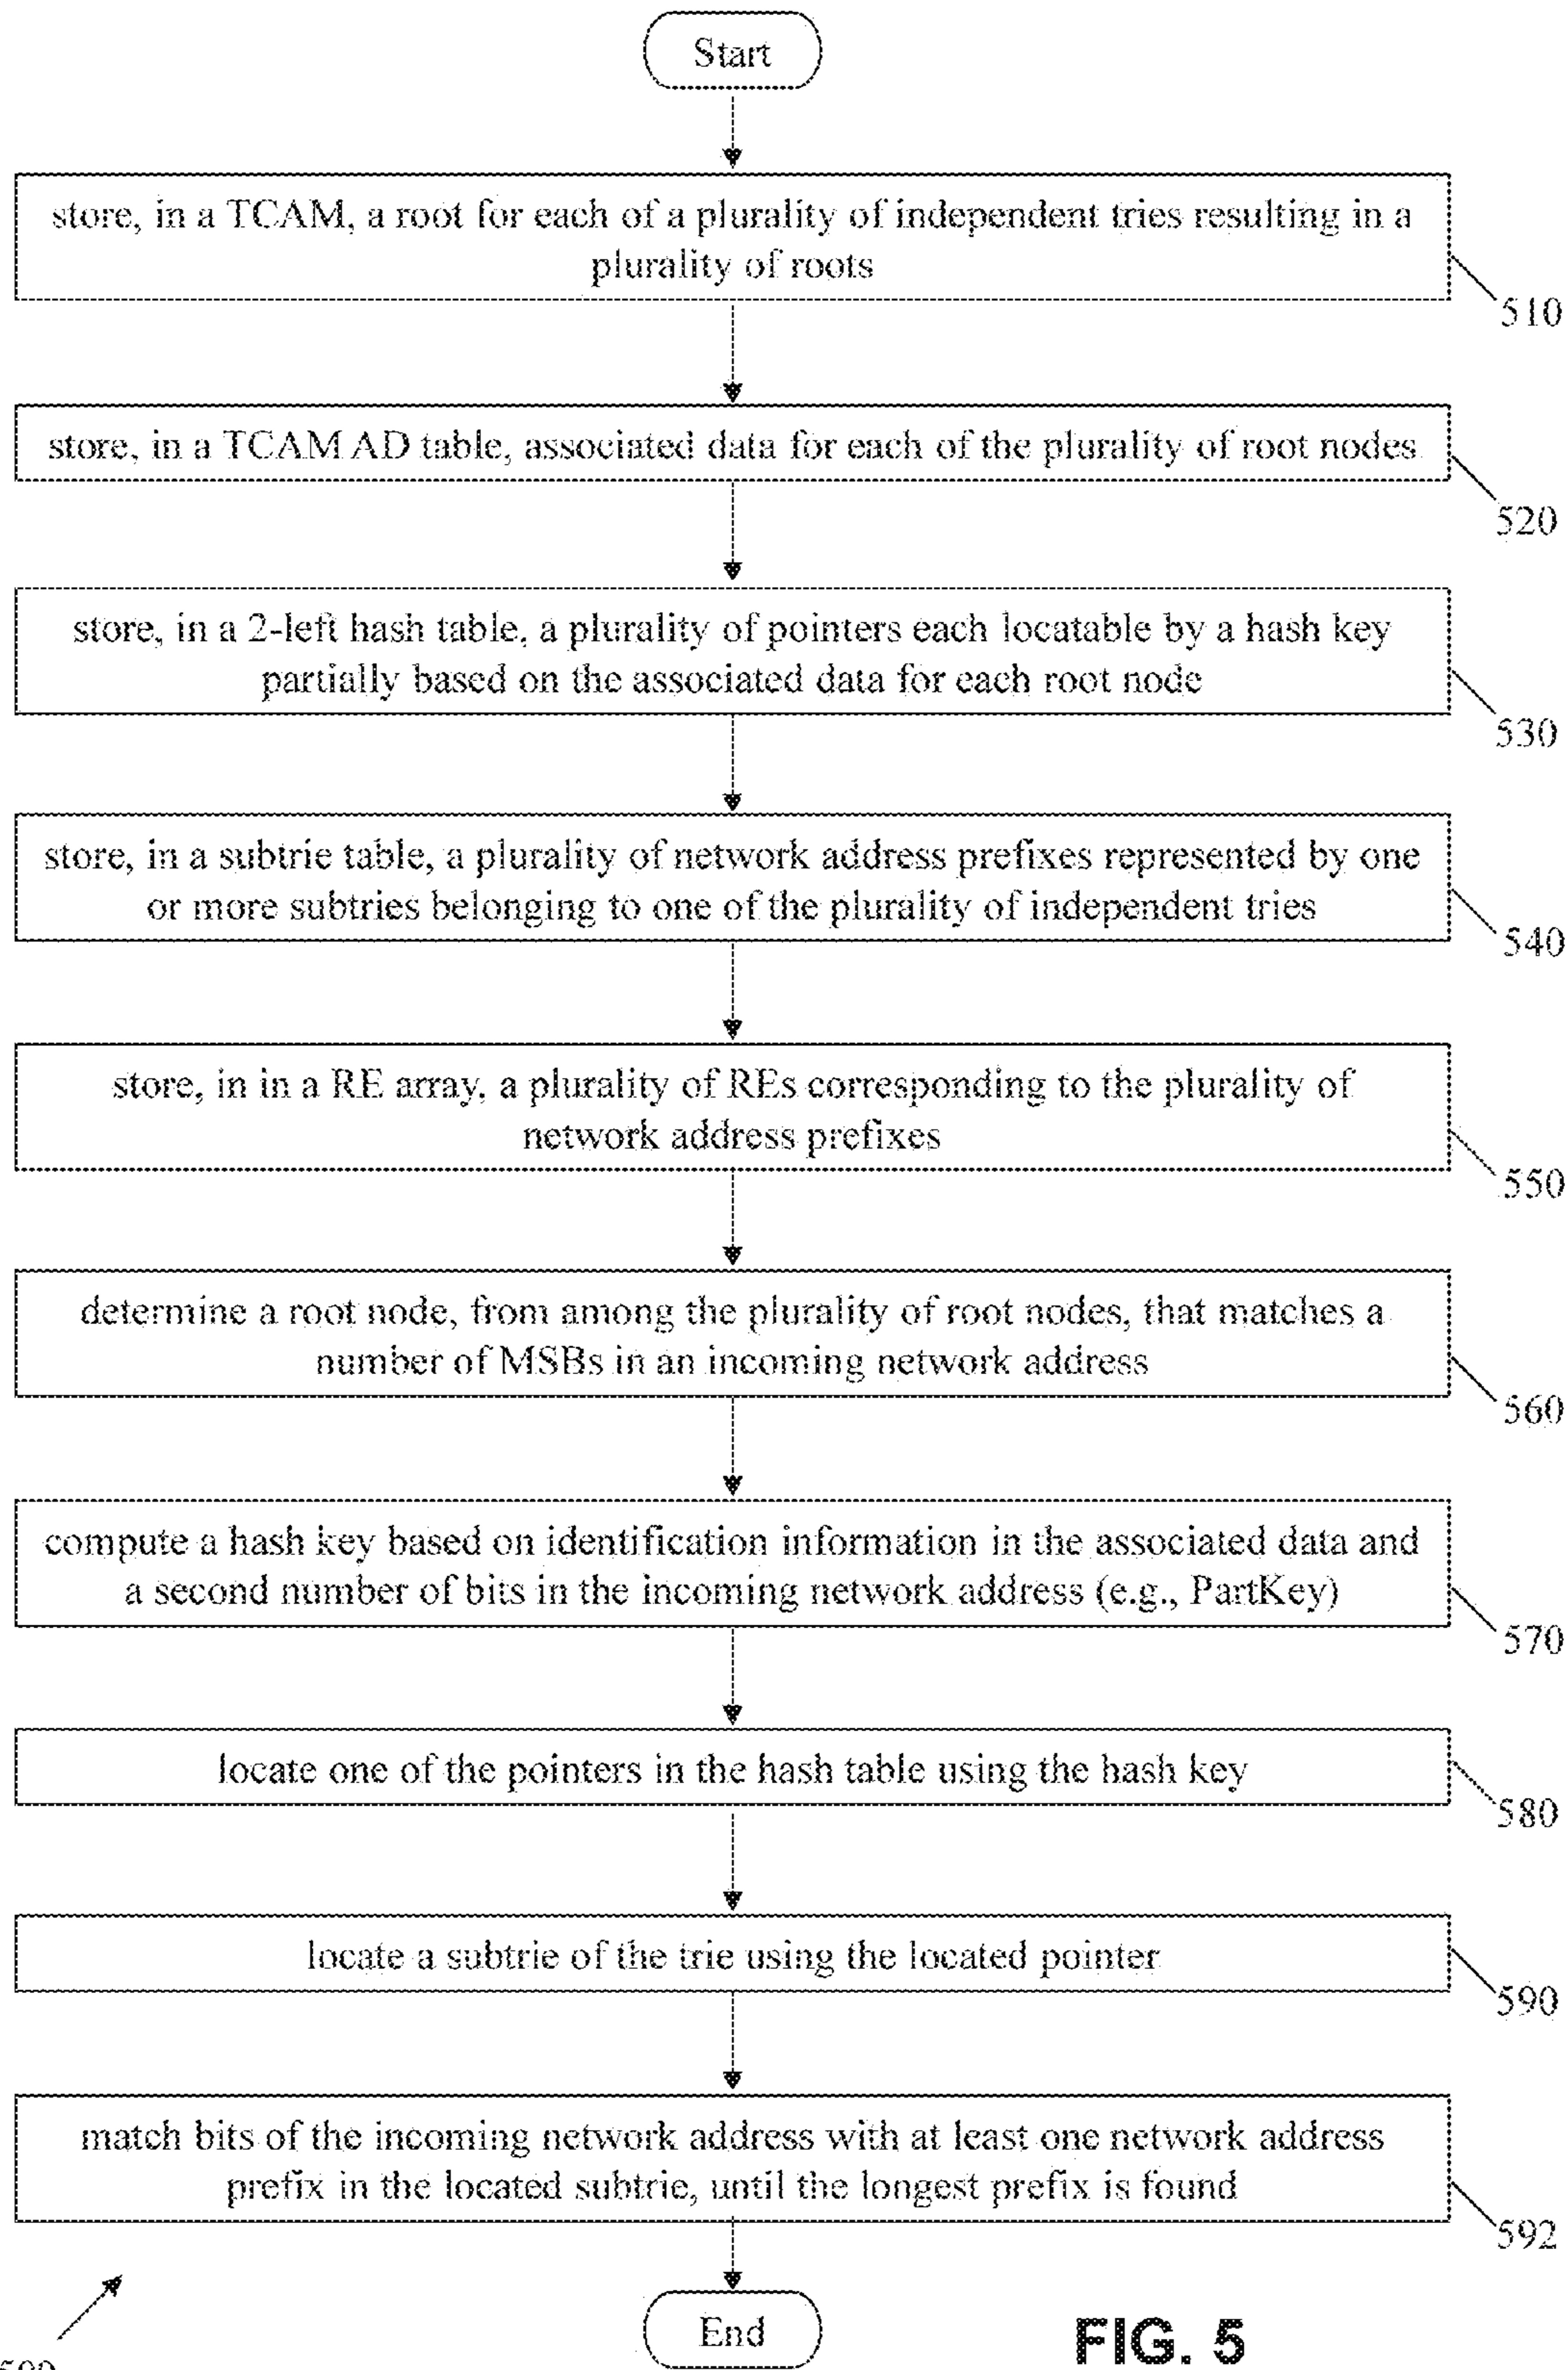 Start
store, in a TCAM, a root for each of a plurality of independent tries resulting in a
plurality of roots
510
store, in a TCAM AD table, associated data for each of the plurality of root nodes
520
store, in a 2-left hash table, a plurality of pointers each locatable by a hash key
partially based on the associated data for each root node
530
store, in a subtrie table, a plurality of network address prefixes represented by one
or more subtries belonging to one of the plurality of independent tries
540
store, in in a RE array, a plurality of REs corresponding to the plurality of
network address prefixes
550
determine a root node, from among the plurality of root nodes, that matches a
number of MSBs in an incoming network address
560
compute a hash key based on identification information in the associated data and
a second number of bits in the incoming network address (e.g., PartKey)
570
locate one of the pointers in the hash table using the hash key
580
locate a subtrie of the trie using the located pointer
590
match bits of the incoming network address with at least one network address
prefix in the located subtrie, until the longest prefix is found
592
End
FIG. 5